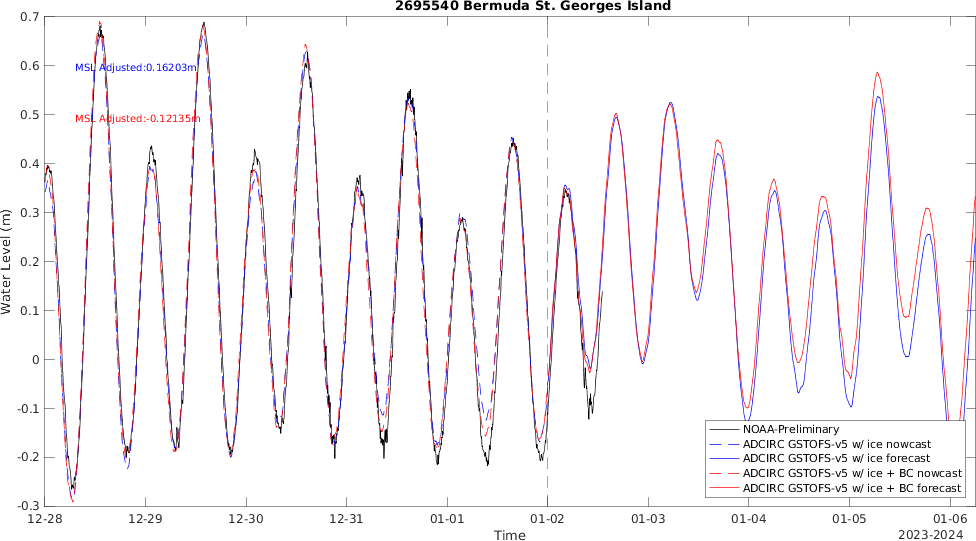 2695540 Bermuda St. Georges Island
0.7
0.6
0.5
0.4
0.3
0.2
0.1
0
-0.1
-0.2
-0.3
Water Level (m)
MSL Adjusted:0.16203m
MSL Adjusted:-0.12135m
NOAA-Preliminary
ADCIRC GSTOFS-v5 w/ ice nowcast
ADCIRC GSTOFS-v5 w/ ice forecast
ADCIRC GSTOFS-v5 w/ ice + BC nowcast
ADCIRC GSTOFS-v5 w/ ice + BC forecast
12-28 12-29 12-30 12-31 01-01 01-02 01-03 01-04 01-05 01-06
Time
2023-2024